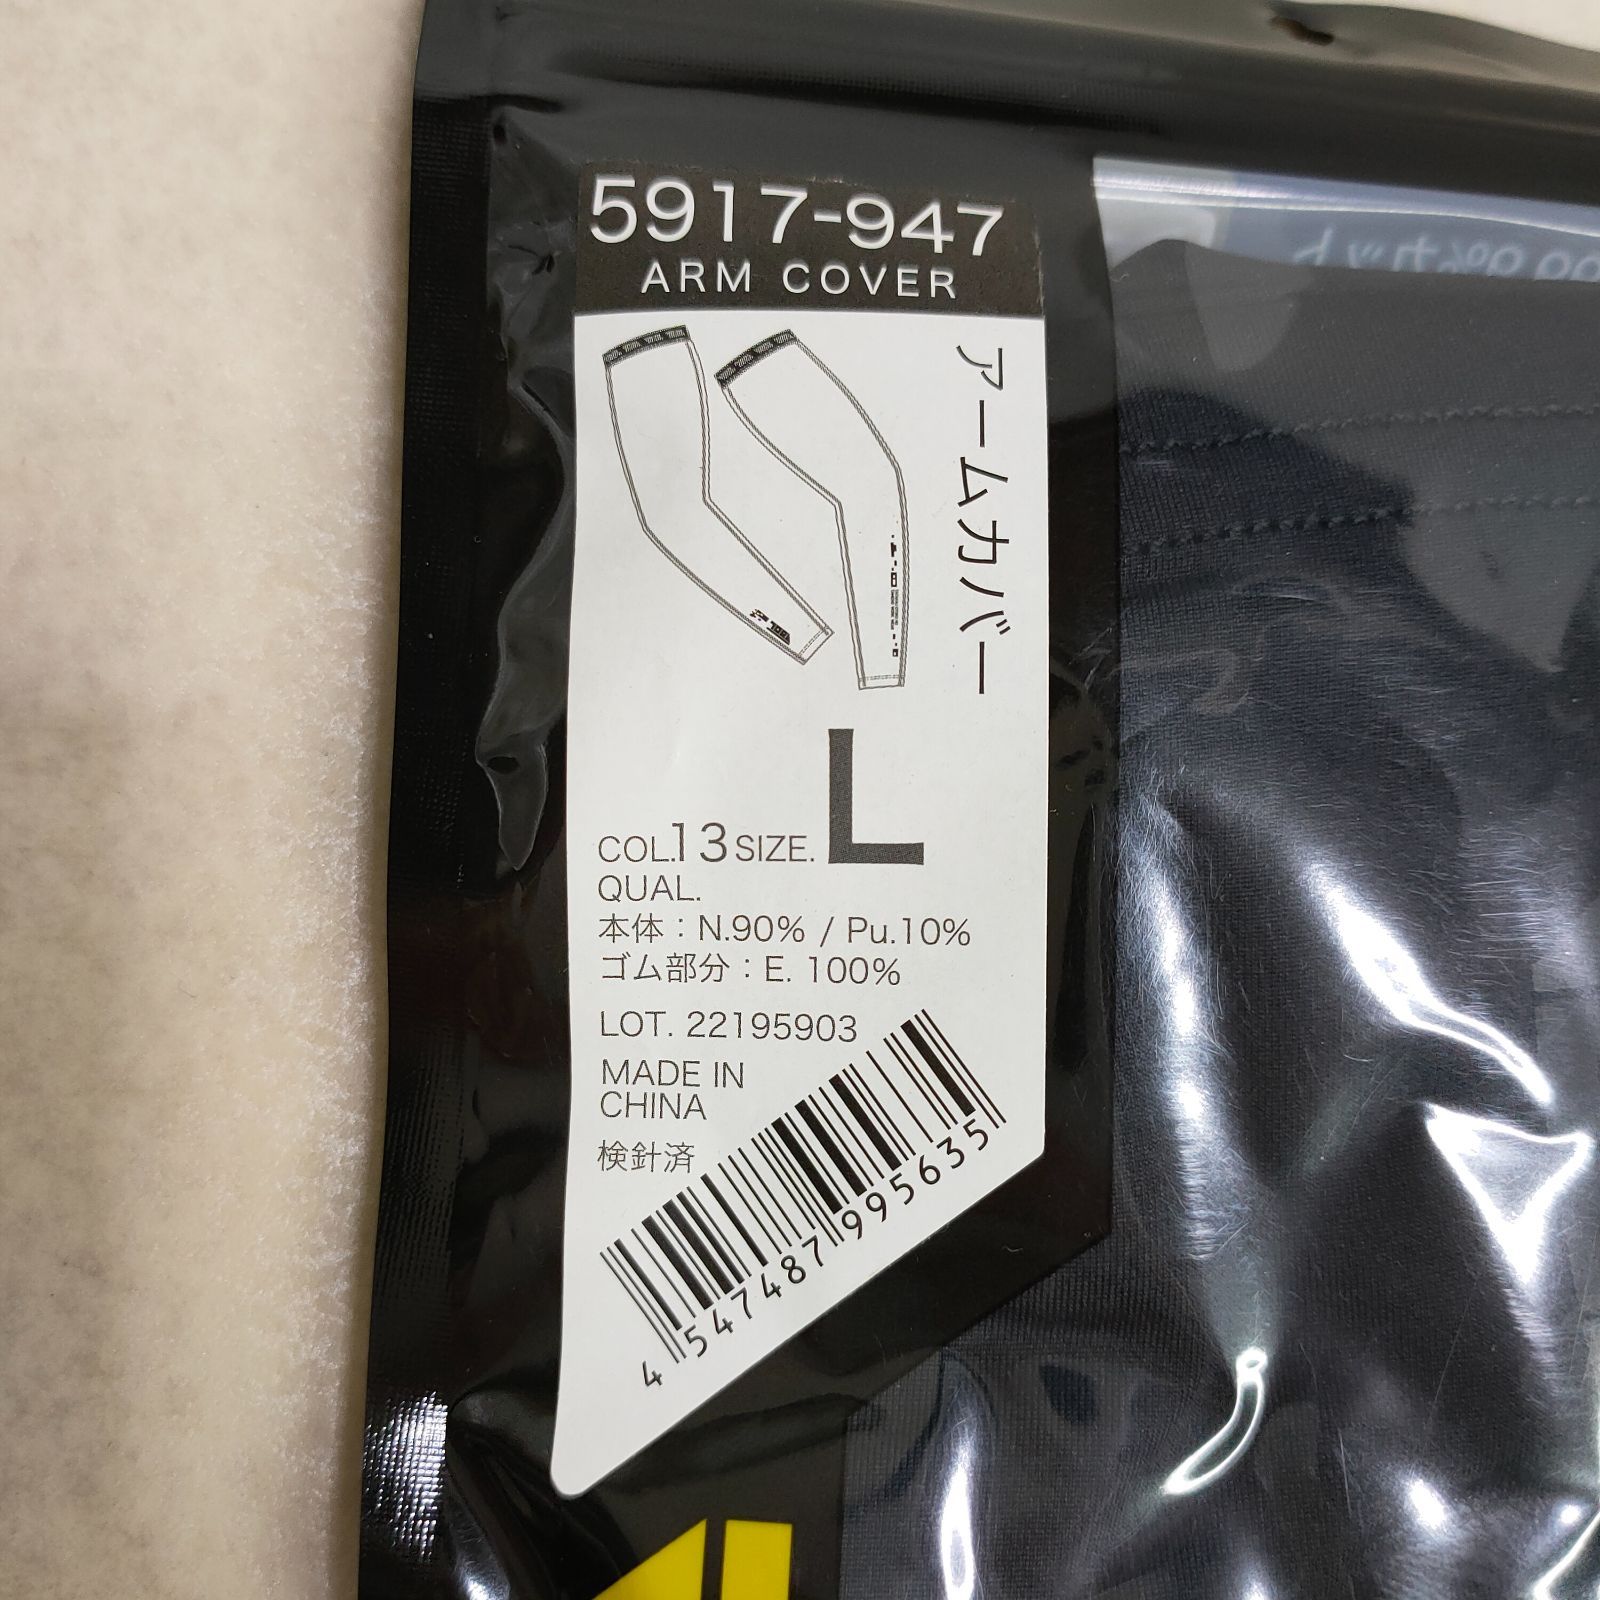 5917-947
ARM COVER
アームカバー
COL.13 SIZE. L
QUAL.
本体：N.90% / Pu.10%
ゴム部分：E. 100%
LOT. 22195903
MADE IN
CHINA
検針済
4 547487 995635